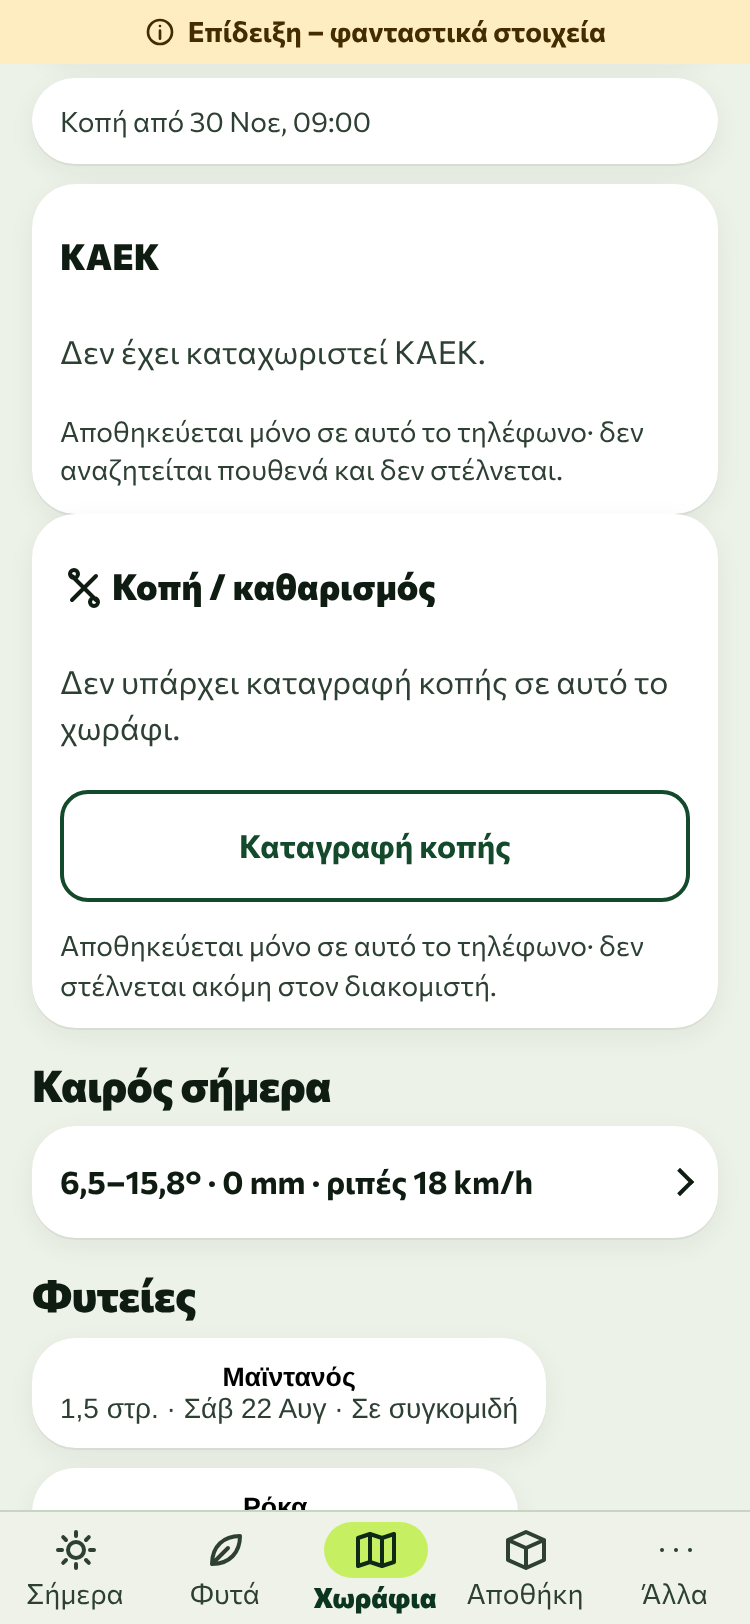 Επίδειξη – φανταστικά στοιχεία
Κοπή από 30 Νοε, 09:00
ΚΑΕΚ
Δεν έχει καταχωριστεί ΚΑΕΚ.
Αποθηκεύεται μόνο σε αυτό το τηλέφωνο· δεν
αναζητείται πουθενά και δεν στέλνεται.
Κοπή / καθαρισμός
Δεν υπάρχει καταγραφή κοπής σε αυτό το
χωράφι.
Καταγραφή κοπής
Αποθηκεύεται μόνο σε αυτό το τηλέφωνο· δεν
στέλνεται ακόμη στον διακομιστή.
Καιρός σήμερα
6,5–15,8° · 0 mm · ριπές 18 km/h
Φυτείες
Μαϊντανός
1,5 στρ. · Σάβ 22 Αυγ · Σε συγκομιδή
Ρόκα
Σήμερα
Φυτά
Χωράφια
Αποθήκη
Άλλα